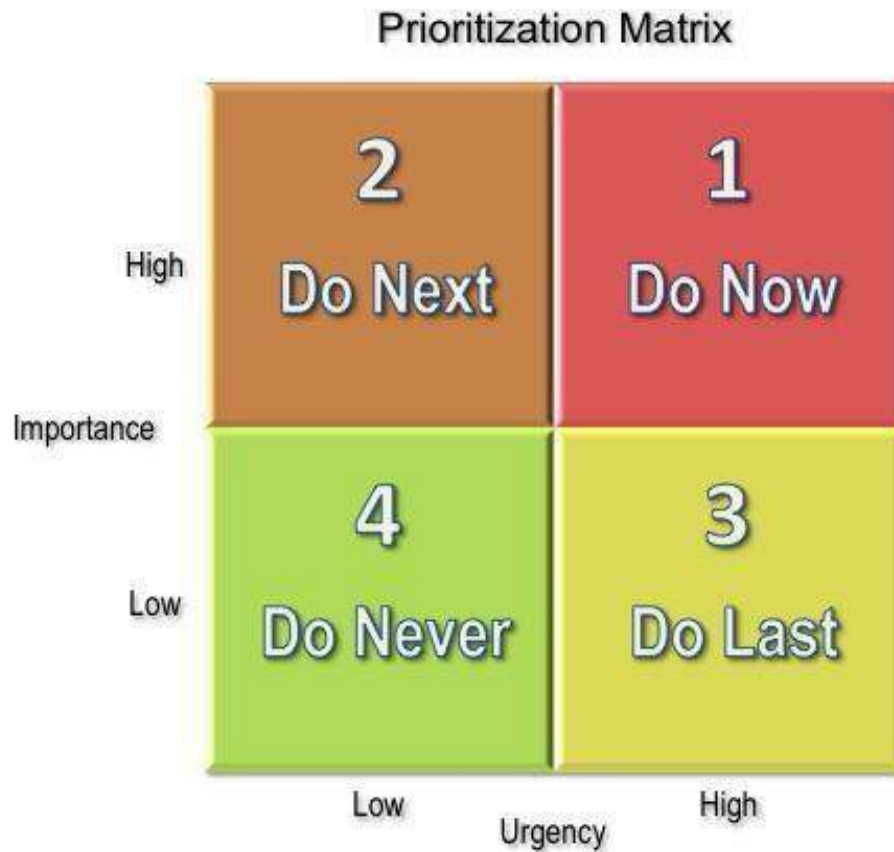 Prioritization Matrix
2
Do Next
1
Do Now
High
Importance
4
Do Never
3
Do Last
Low
Low
High
Urgency